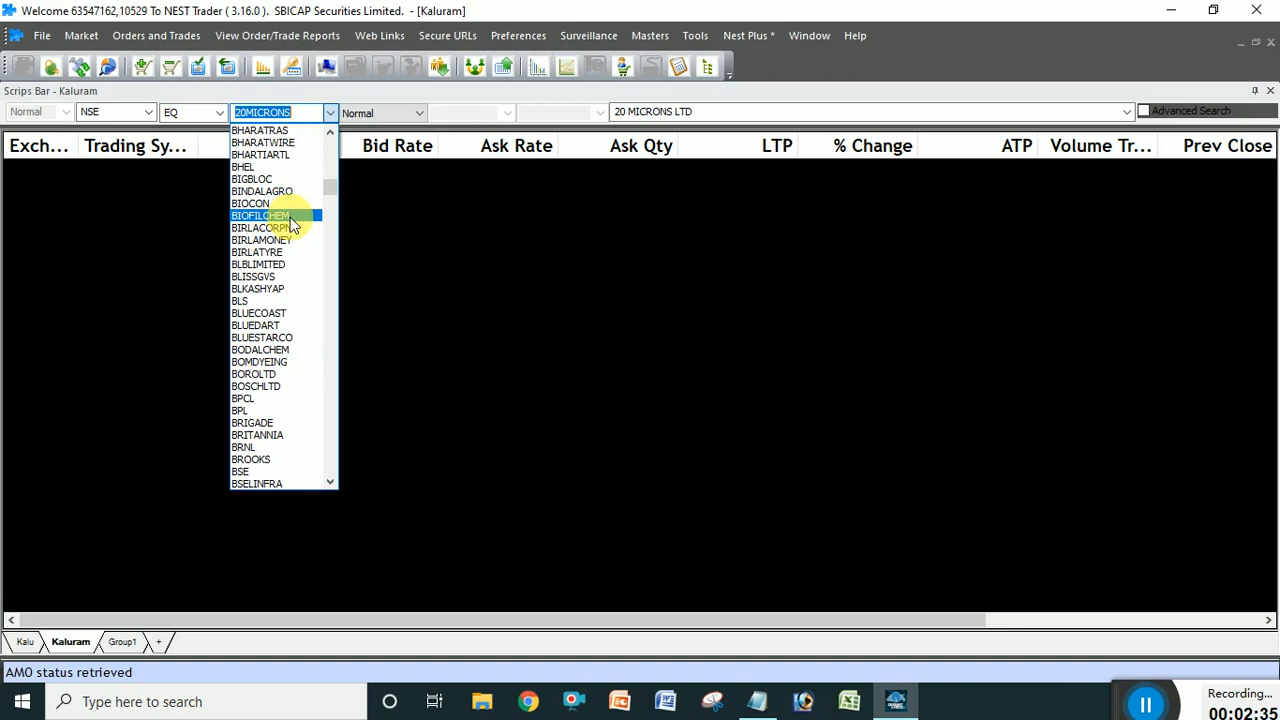 Welcome 63547162,10529 To NEST Trader ( 3.16.0 ). SBICAP Securities Limited. - [Kaluram]
File Market Orders and Trades View Order/Trade Reports Web Links Secure URLs Preferences Surveillance Masters Tools Nest Plus * Window Help
Scrips Bar - Kaluram
Normal NSE EQ 20MICRONS Normal 20 MICRONS LTD Advanced Search
Exch... Trading Sy... Bid Rate Ask Rate Ask Qty LTP % Change ATP Volume Tr... Prev Close
BHARATRAS
BHARATWIRE
BHARTIARTL
BHEL
BIGBLOC
BINDALAGRO
BIOCON
BIOFILCHEM
BIRLACORPN
BIRLAMONEY
BIRLATYRE
BLBLIMITED
BLISSGVS
BLKASHYAP
BLS
BLUECOAST
BLUEDART
BLUESTARCO
BODALCHEM
BOMDYEING
BOROLTD
BOSCHLTD
BPCL
BPL
BRIGADE
BRITANNIA
BRNL
BROOKS
BSE
BSELINFRA
Kalu Kaluram Group1 +
AMO status retrieved
Type here to search
Recording...
00:02:35